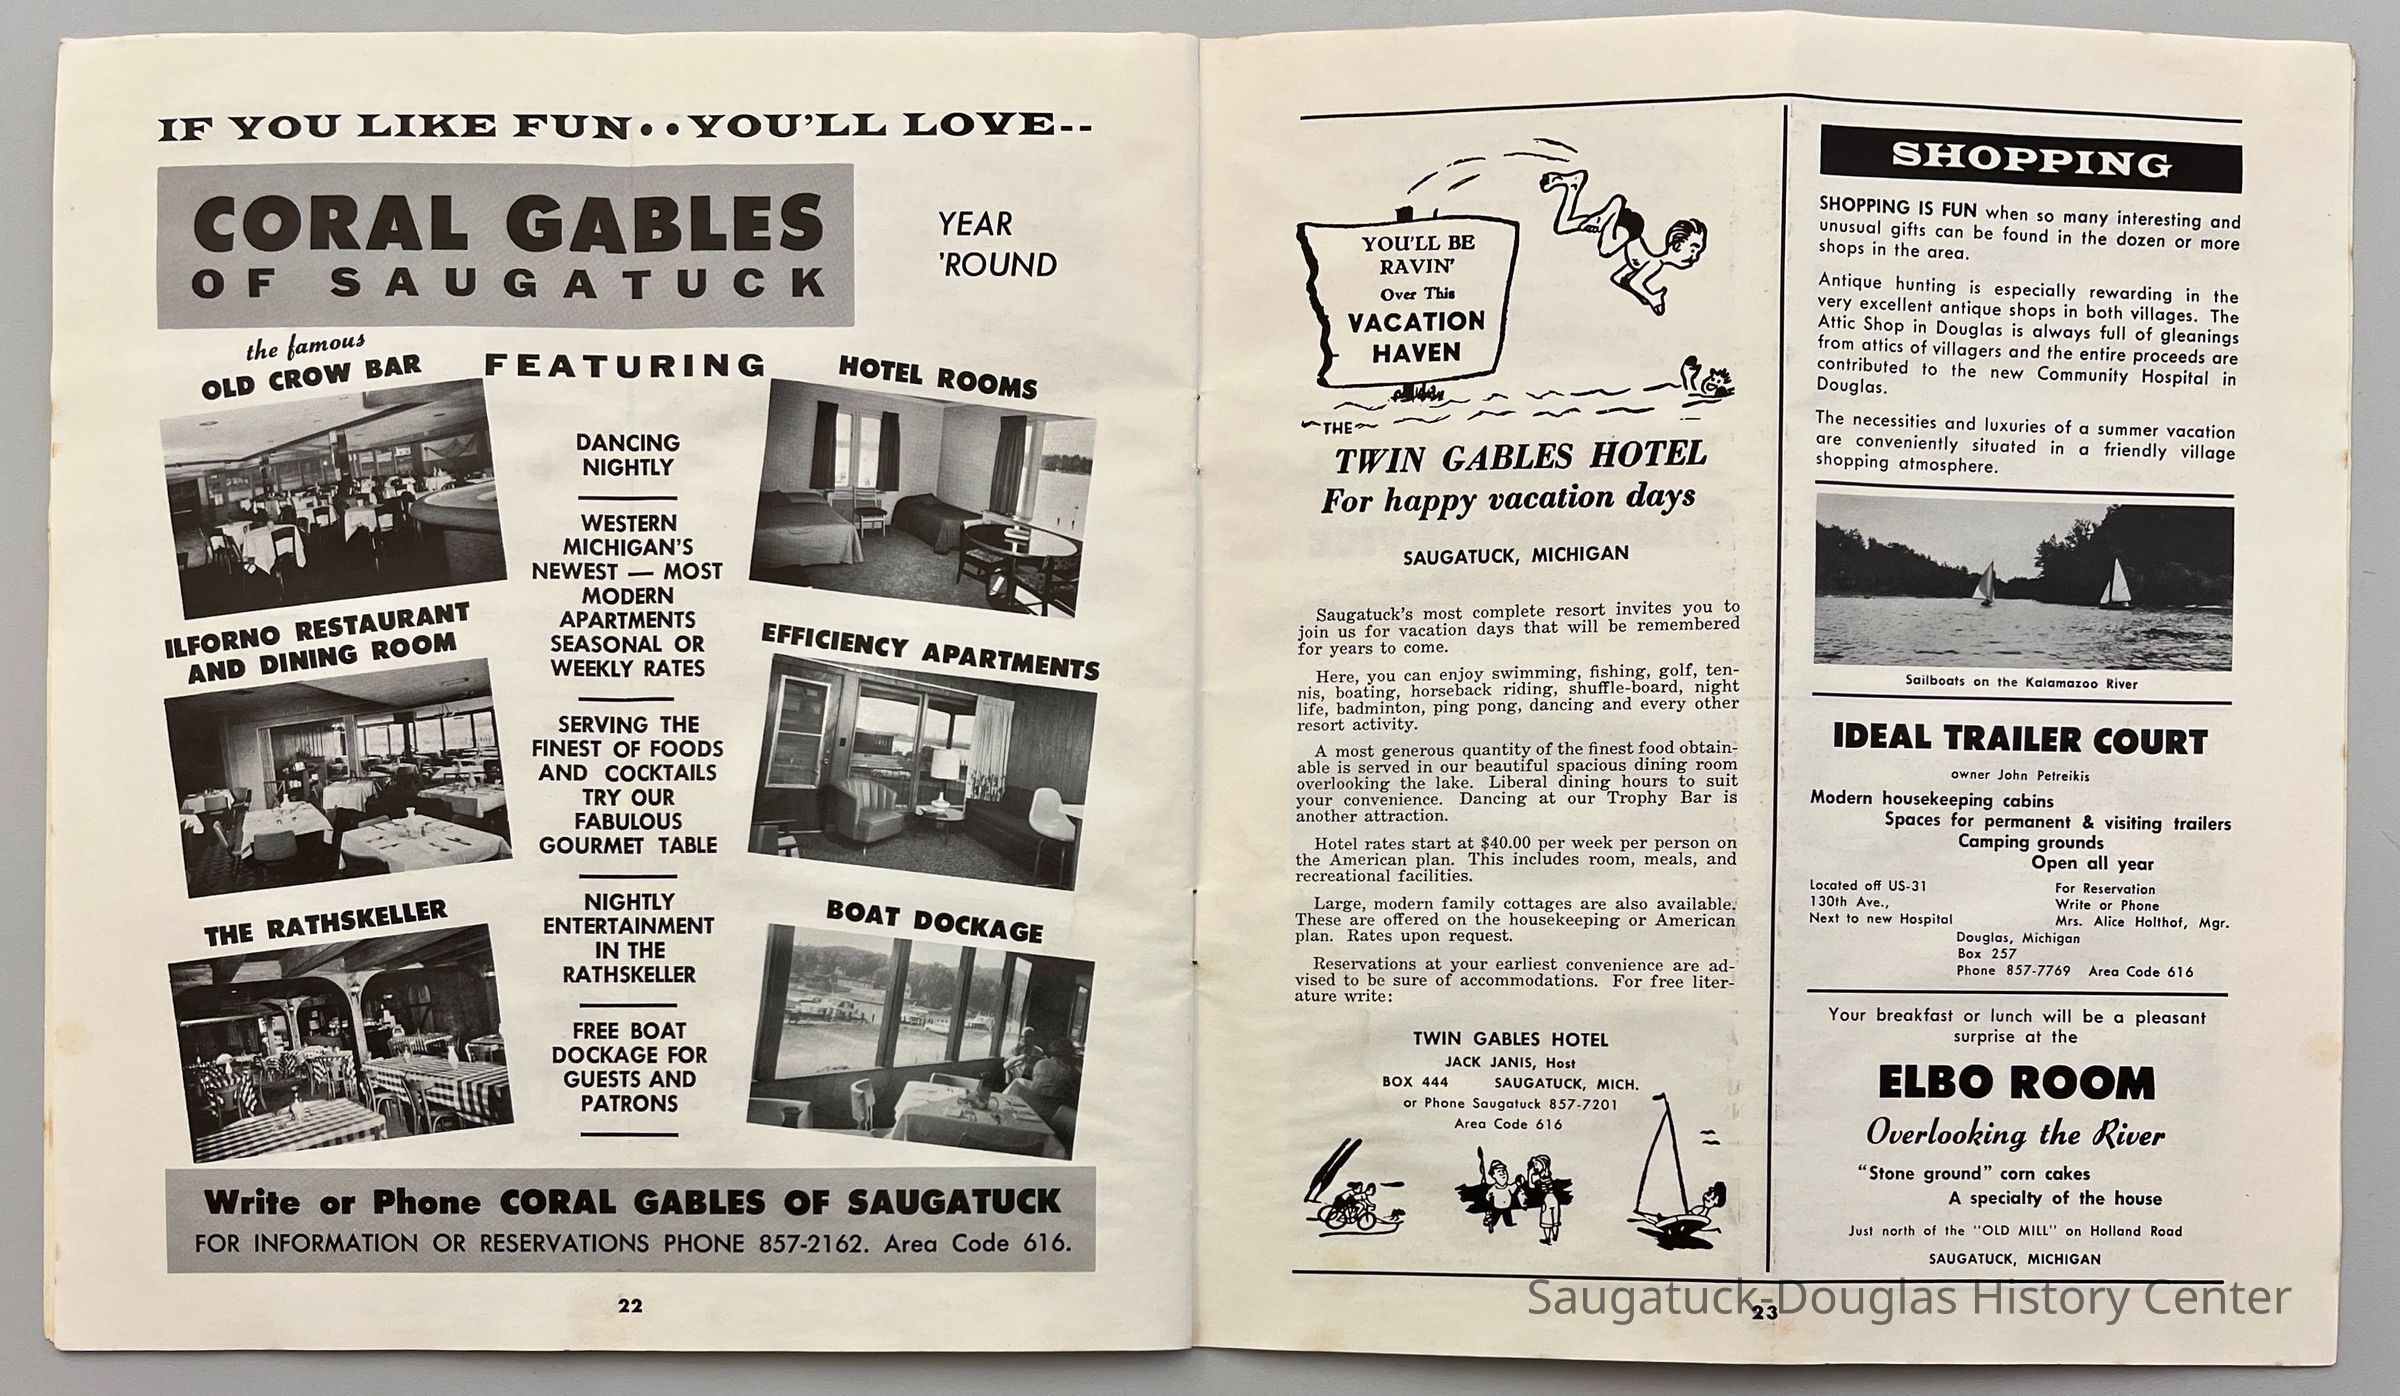 IF YOU LIKE FUN••YOU'LL LOVE--
CORAL GABLES
OF SAUGATUCK
YEAR
'ROUND
the famous
OLD CROW BAR
FEATURING
HOTEL ROOMS
DANCING
NIGHTLY
WESTERN
MICHIGAN'S
NEWEST — MOST
MODERN
APARTMENTS
SEASONAL OR
WEEKLY RATES
ILFORNO RESTAURANT
AND DINING ROOM
EFFICIENCY APARTMENTS
SERVING THE
FINEST OF FOODS
AND COCKTAILS
TRY OUR
FABULOUS
GOURMET TABLE
THE RATHSKELLER
BOAT DOCKAGE
NIGHTLY
ENTERTAINMENT
IN THE
RATHSKELLER
FREE BOAT
DOCKAGE FOR
GUESTS AND
PATRONS
Write or Phone CORAL GABLES OF SAUGATUCK
FOR INFORMATION OR RESERVATIONS PHONE 857-2162. Area Code 616.
22
YOU'LL BE
RAVIN'
Over This
VACATION
HAVEN
THE
TWIN GABLES HOTEL
For happy vacation days
SAUGATUCK, MICHIGAN
Saugatuck's most complete resort invites you to
join us for vacation days that will be remembered
for years to come.
Here, you can enjoy swimming, fishing, golf, ten-
nis, boating, horseback riding, shuffle-board, night
life, badminton, ping pong, dancing and every other
resort activity.
A most generous quantity of the finest food obtain-
able is served in our beautiful spacious dining room
overlooking the lake. Liberal dining hours to suit
your convenience. Dancing at our Trophy Bar is
another attraction.
Hotel rates start at $40.00 per week per person on
the American plan. This includes room, meals, and
recreational facilities.
Large, modern family cottages are also available.
These are offered on the housekeeping or American
plan. Rates upon request.
Reservations at your earliest convenience are ad-
vised to be sure of accommodations. For free liter-
ature write:
TWIN GABLES HOTEL
JACK JANIS, Host
BOX 444 SAUGATUCK, MICH.
or Phone Saugatuck 857-7201
Area Code 616
SHOPPING
SHOPPING IS FUN when so many interesting and
unusual gifts can be found in the dozen or more
shops in the area.
Antique hunting is especially rewarding in the
very excellent antique shops in both villages. The
Attic Shop in Douglas is always full of gleanings
from attics of villagers and the entire proceeds are
contributed to the new Community Hospital in
Douglas.
The necessities and luxuries of a summer vacation
are conveniently situated in a friendly village
shopping atmosphere.
Sailboats on the Kalamazoo River
IDEAL TRAILER COURT
owner John Petreikis
Modern housekeeping cabins
Spaces for permanent & visiting trailers
Camping grounds
Open all year
Located off US-31
130th Ave.,
Next to new Hospital
For Reservation
Write or Phone
Mrs. Alice Holthof, Mgr.
Douglas, Michigan
Box 257
Phone 857-7769 Area Code 616
Your breakfast or lunch will be a pleasant
surprise at the
ELBO ROOM
Overlooking the River
"Stone ground" corn cakes
A specialty of the house
Just north of the "OLD MILL" on Holland Road
SAUGATUCK, MICHIGAN
23
Saugatuck-Douglas History Center